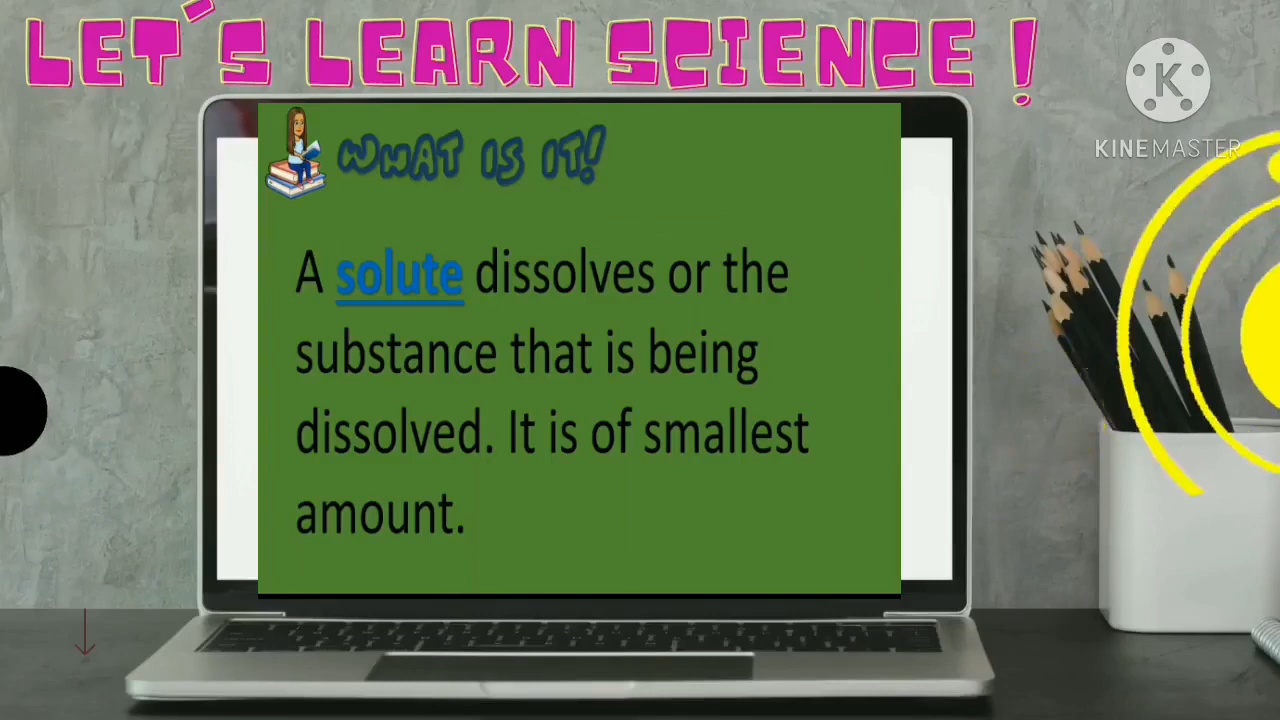 LET´S LEARN SCIENCE !
K
KINEMASTER
WHAT IS IT!
A solute dissolves or the
substance that is being
dissolved. It is of smallest
amount.